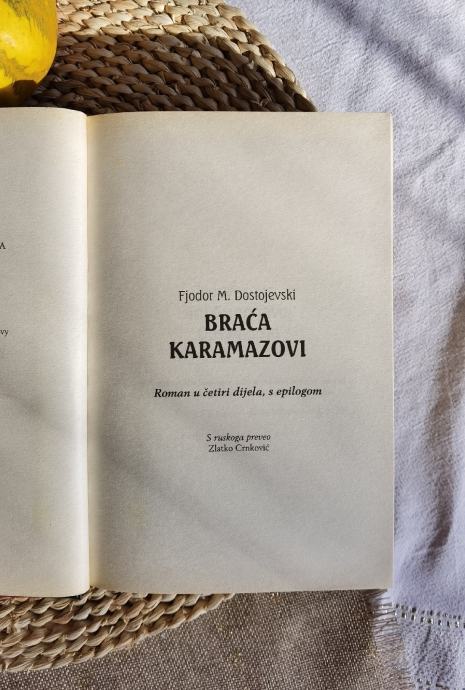 Fjodor M. Dostojevski
BRAĆA
KARAMAZOVI
Roman u četiri dijela, s epilogom
S ruskoga preveo
Zlatko Crnković